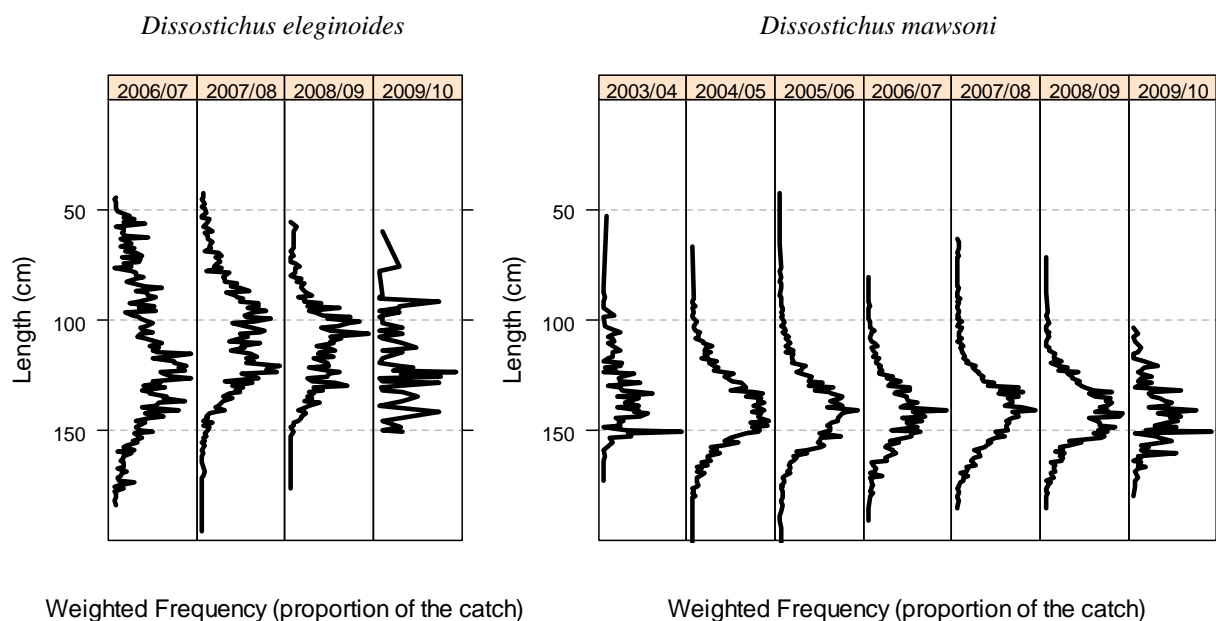 Dissostichus eleginoides
2006/07 2007/08 2008/09 2009/10
50
100
150
Length (cm)
Weighted Frequency (proportion of the catch)
Dissostichus mawsoni
2003/04 2004/05 2005/06 2006/07 2007/08 2008/09 2009/10
50
100
150
Length (cm)
Weighted Frequency (proportion of the catch)